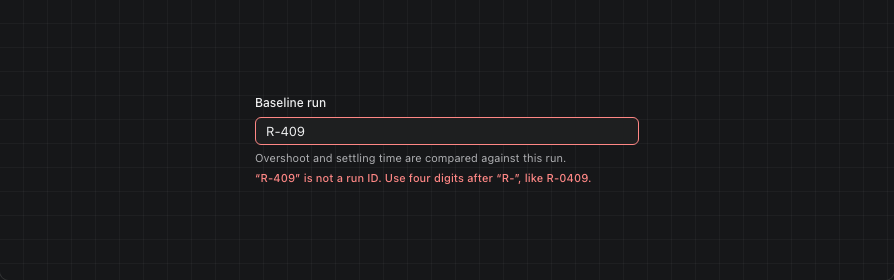 Baseline run
R-409
Overshoot and settling time are compared against this run.
“R-409” is not a run ID. Use four digits after “R-”, like R-0409.